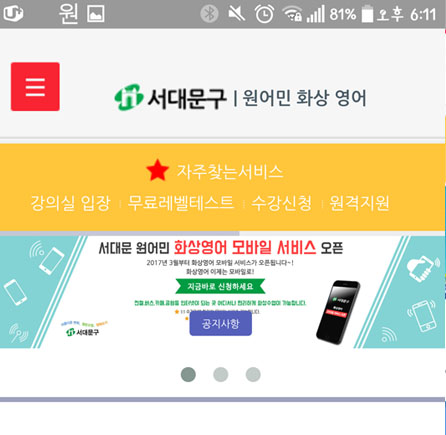 원 81% 오후 6:11
서대문구 | 원어민 화상 영어
자주찾는서비스
강의실 입장 | 무료레벨테스트 | 수강신청 | 원격지원
서대문 원어민 화상영어 모바일 서비스 오픈
2017년 3월부터 화상영어 모바일 서비스가 오픈됩니다~!
화상영어 이제는 모바일로!
지금바로 신청하세요
공지사항
서대문구